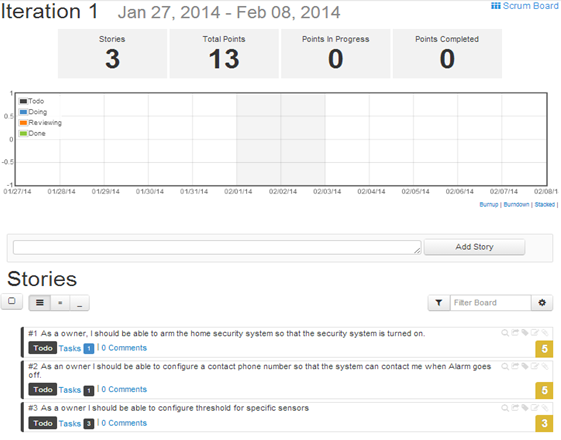 Iteration 1 Jan 27, 2014 - Feb 08, 2014
Scrum Board
Stories Total Points Points In Progress Points Completed
3 13 0 0
1
0.5
0
-0.5
-1
Todo
Doing
Reviewing
Done
01/27/14 01/28/14 01/29/14 01/30/14 01/31/14 02/01/14 02/02/14 02/03/14 02/04/14 02/05/14 02/06/14 02/07/14 02/08/1
Burnup | Burndown | Stacked |
Add Story
Stories
Filter Board
#1 As a owner, I should be able to arm the home security system so that the security system is turned on.
Todo Tasks 1 | 0 Comments 5
#2 As an owner I should be able to configure a contact phone number so that the system can contact me when Alarm goes
off.
Todo Tasks 1 | 0 Comments 5
#3 As a owner I should be able to configure threshold for specific sensors
Todo Tasks 3 | 0 Comments 3